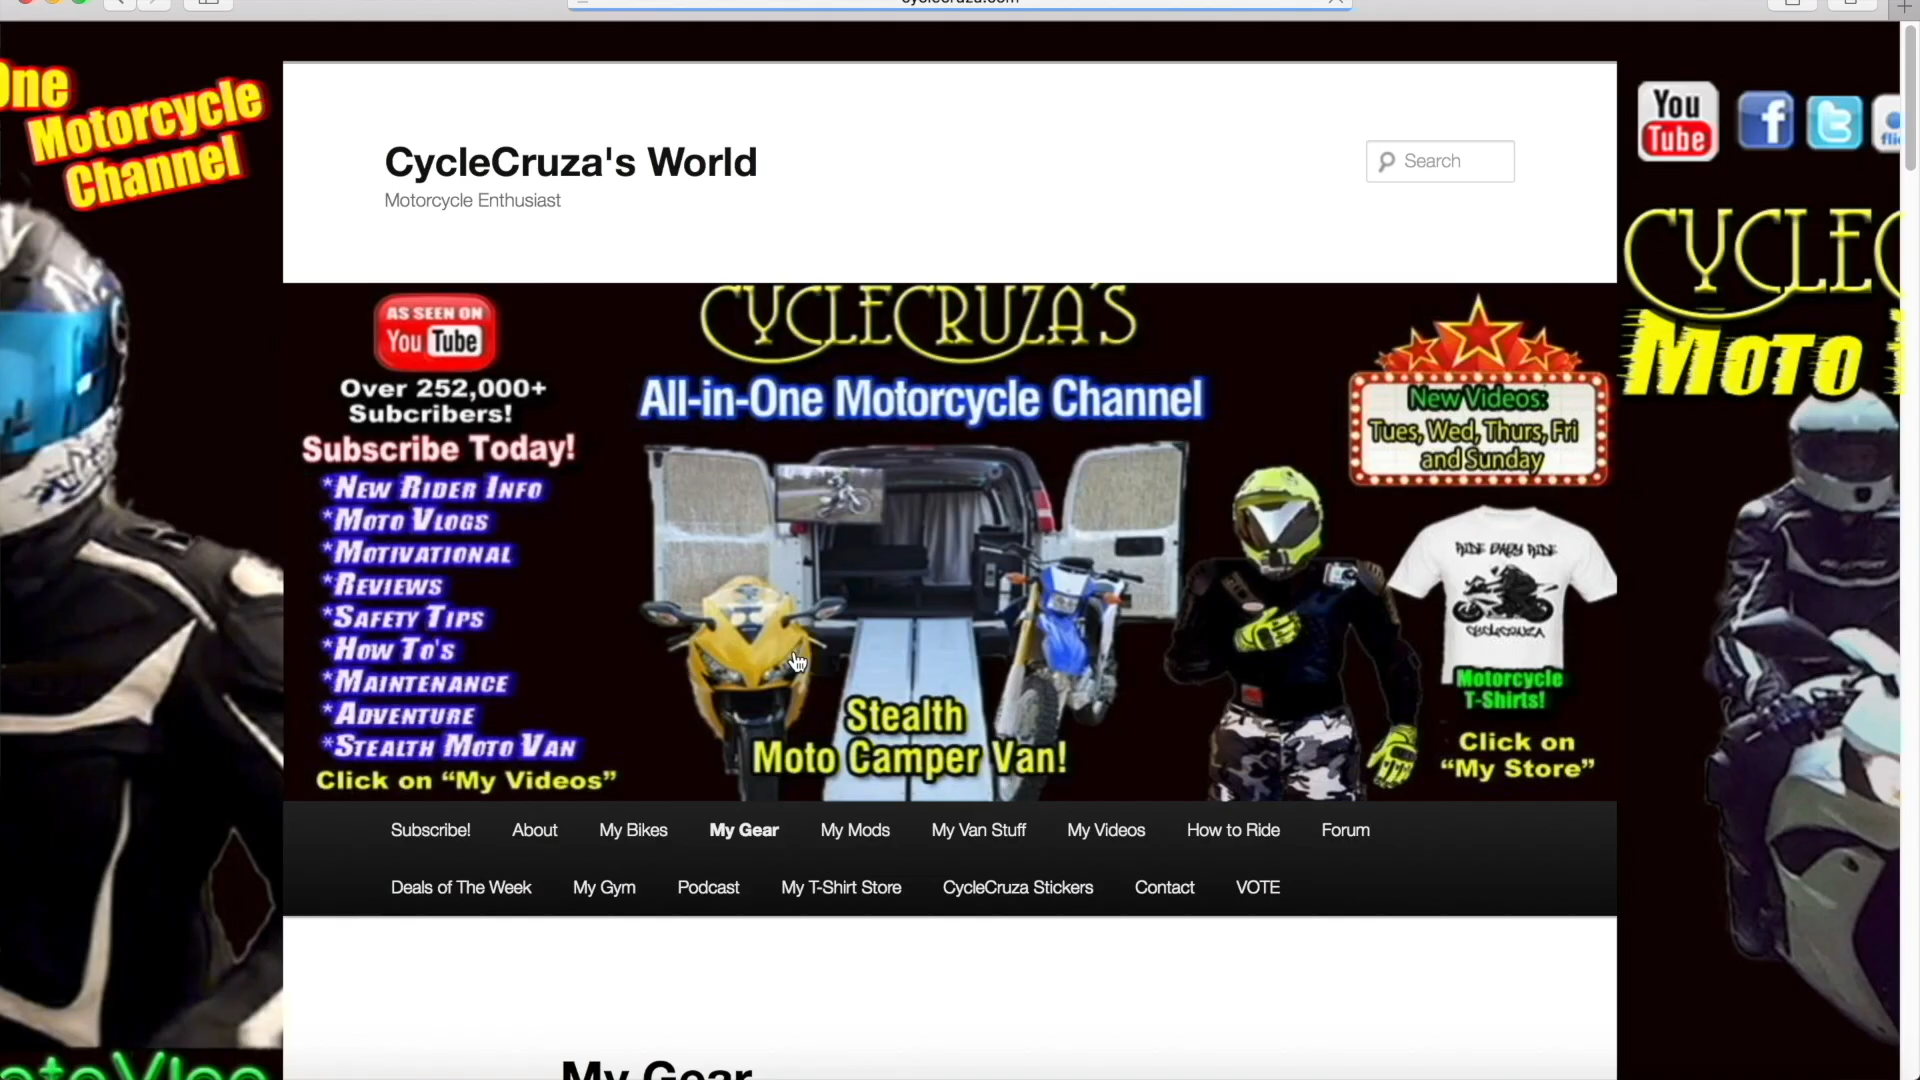 One
Motorcycle
Channel
CycleCruza's World
Motorcycle Enthusiast
Search
You
Tube
f
t
AS SEEN ON
You Tube
Over 252,000+
Subcribers!
Subscribe Today!
*New Rider Info
*Moto Vlogs
*Motivational
*Reviews
*Safety Tips
*How To's
*Maintenance
*Adventure
*Stealth Moto Van
Click on “My Videos”
CYCLECRUZA'S
All-in-One Motorcycle Channel
Stealth
Moto Camper Van!
New Videos:
Tues, Wed, Thurs, Fri
and Sunday
RIDE DADY RIDE
CYCLECRUZA
Motorcycle
T-Shirts!
Click on
“My Store”
CYCLEC
MOTO
Subscribe! About My Bikes My Gear My Mods My Van Stuff My Videos How to Ride Forum
Deals of The Week My Gym Podcast My T-Shirt Store CycleCruza Stickers Contact VOTE
My Gear